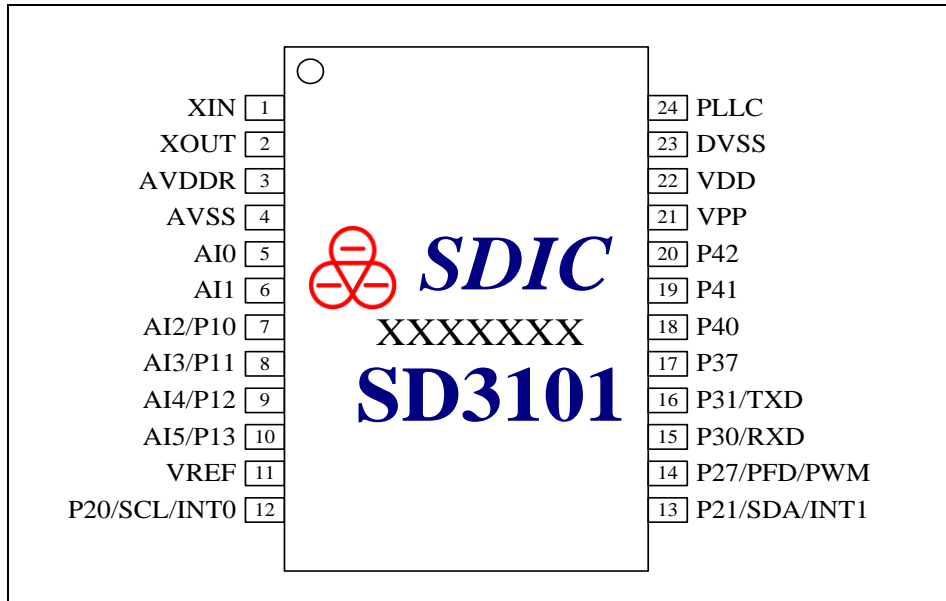 XIN 1
XOUT 2
AVDDR 3
AVSS 4
AI0 5
AI1 6
AI2/P10 7
AI3/P11 8
AI4/P12 9
AI5/P13 10
VREF 11
P20/SCL/INT0 12
SDIC
XXXXXXX
SD3101
24 PLLC
23 DVSS
22 VDD
21 VPP
20 P42
19 P41
18 P40
17 P37
16 P31/TXD
15 P30/RXD
14 P27/PFD/PWM
13 P21/SDA/INT1